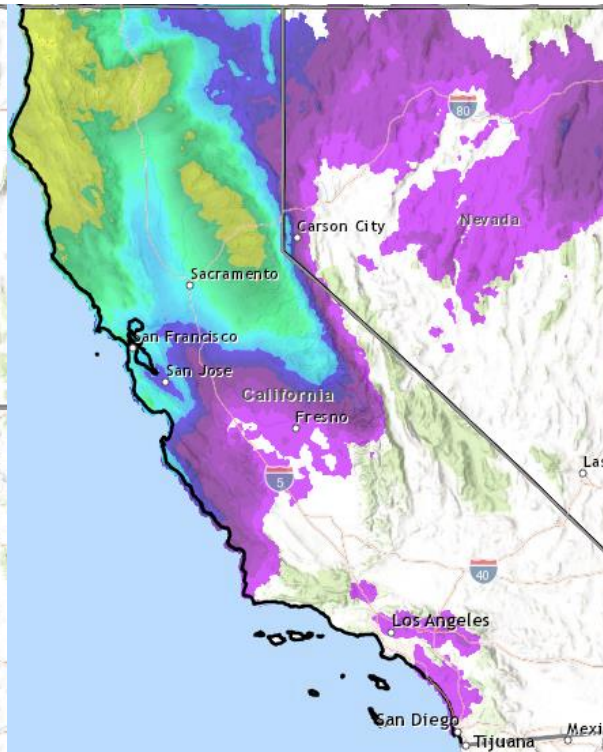 80
Nevada
Carson City
Sacramento
San Francisco
San Jose
California
Fresno
Las
5
40
Los Angeles
San Diego
Tijuana
Mexi